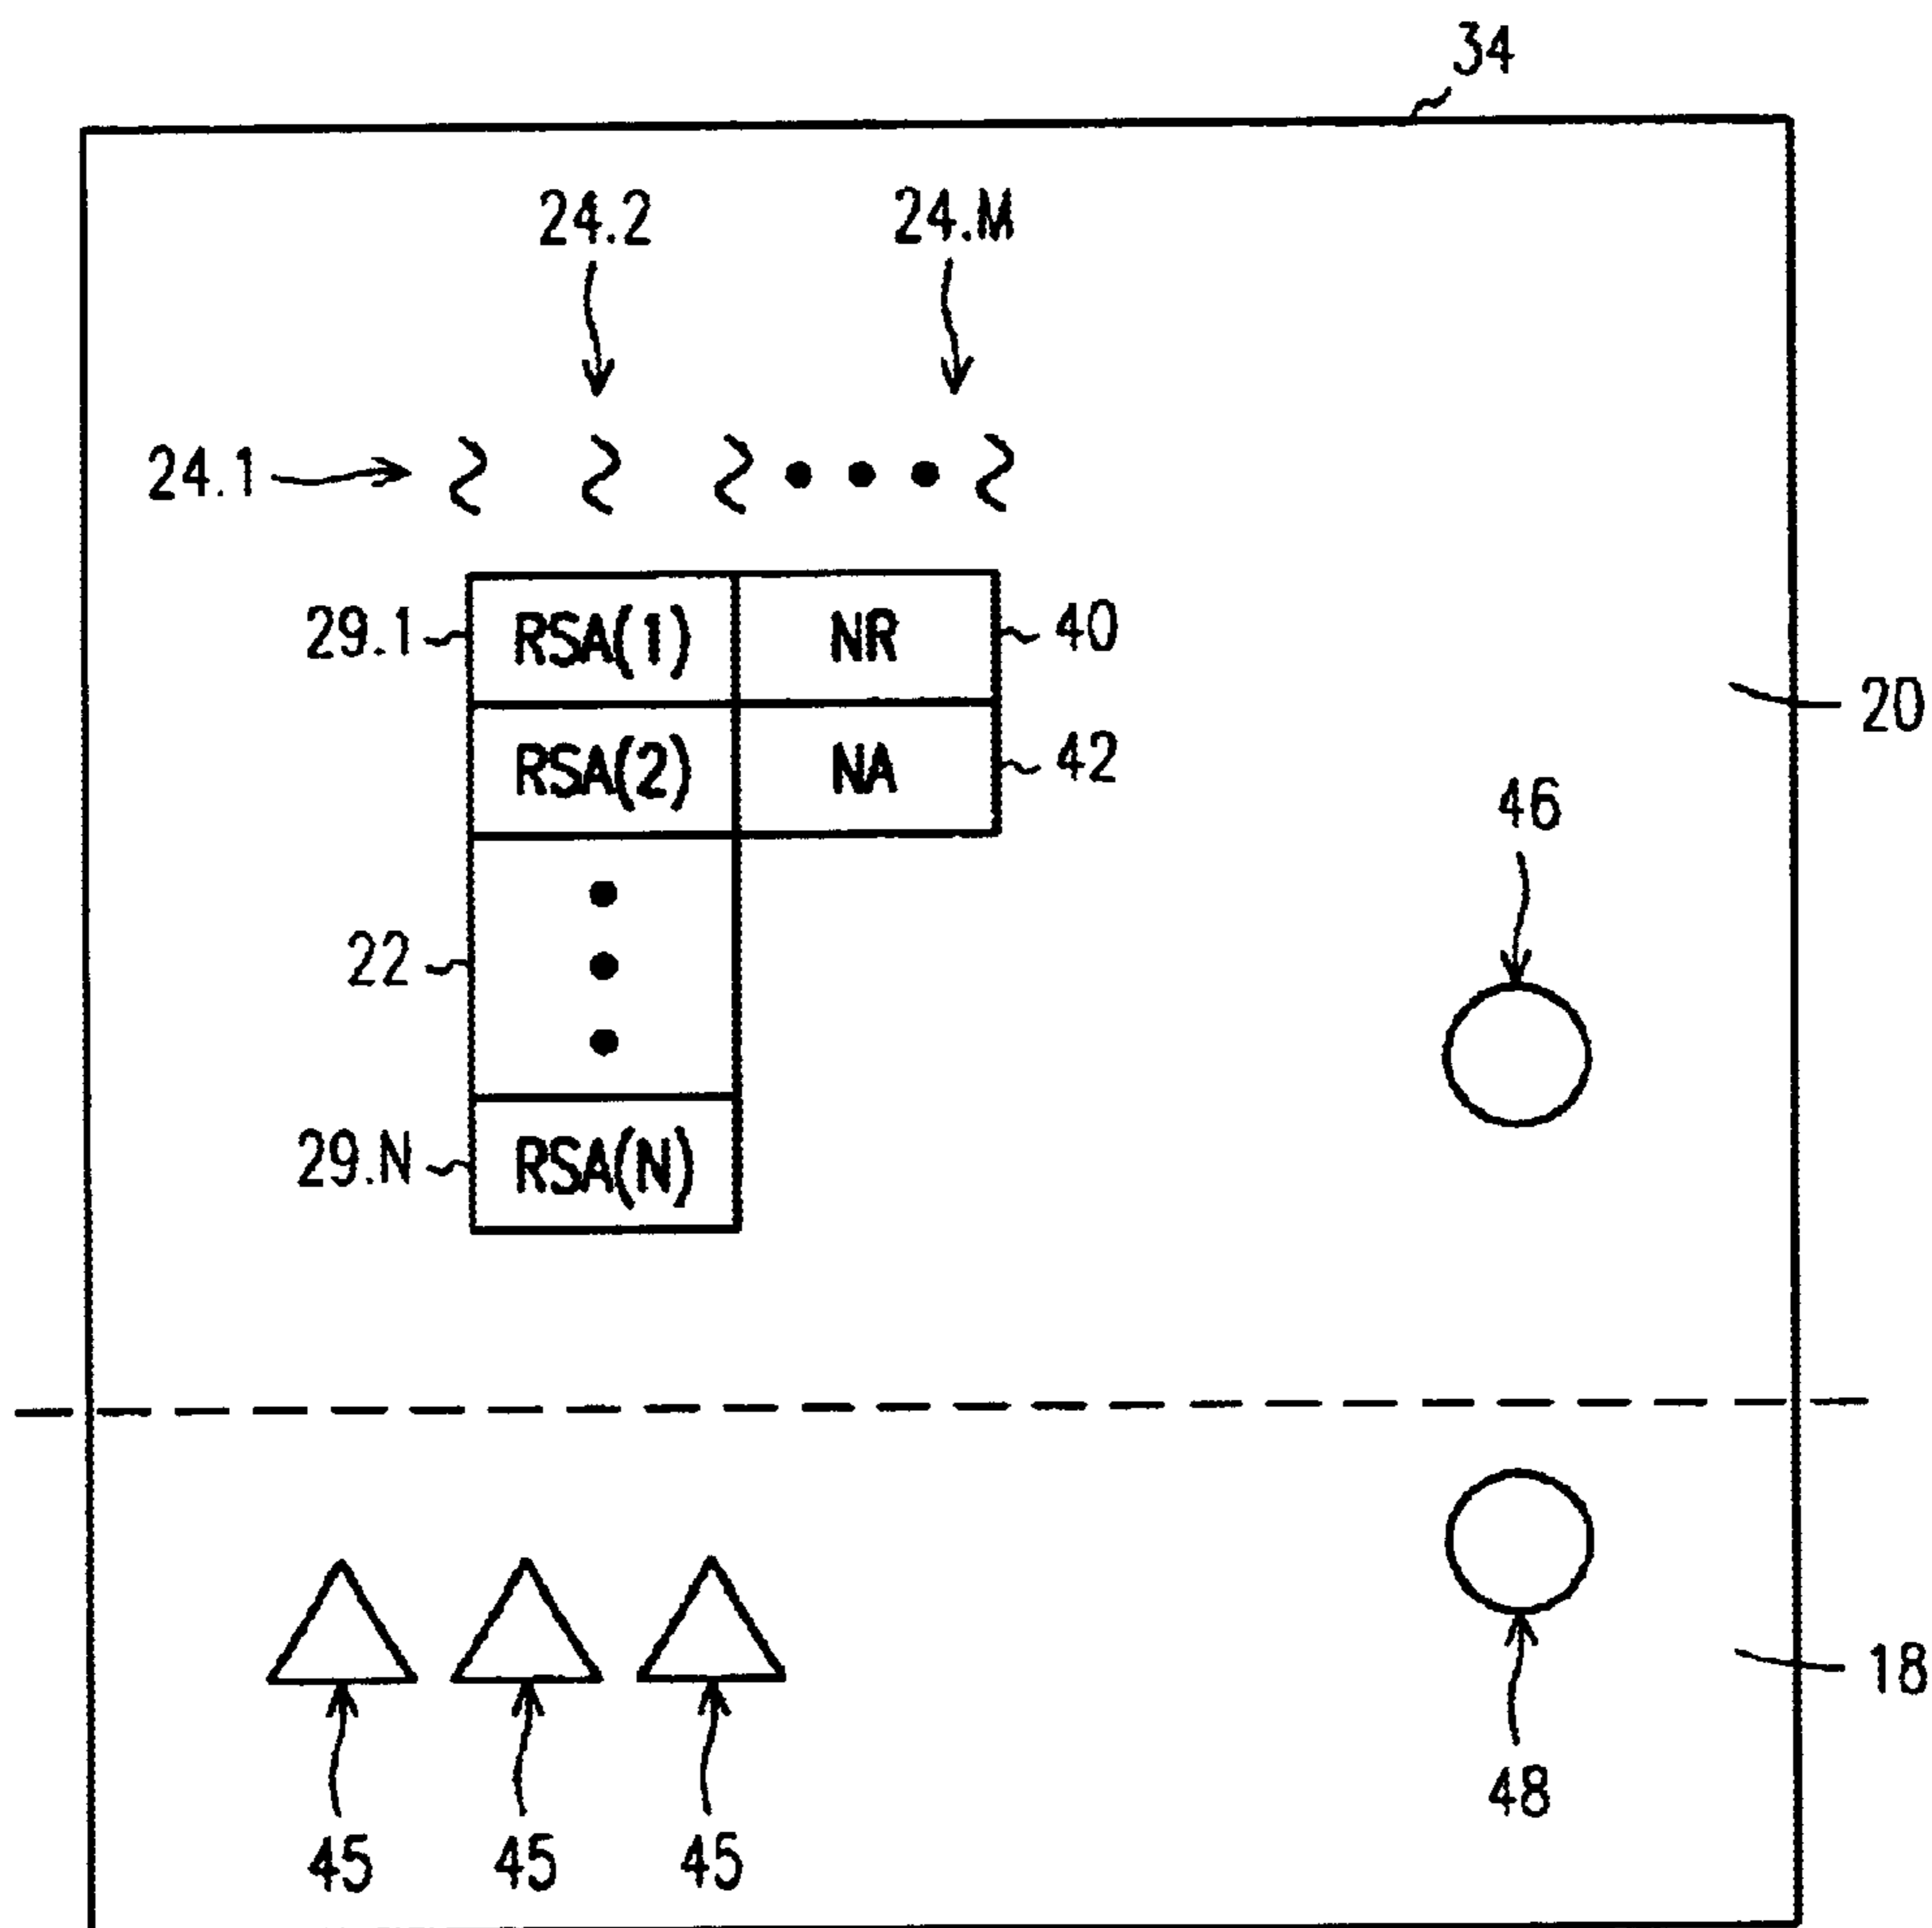 34
24.2 24.M
24.1
29.1 RSA(1) NR 40
20
RSA(2) NA 42
46
22
29.N RSA(N)
18
48
45 45 45